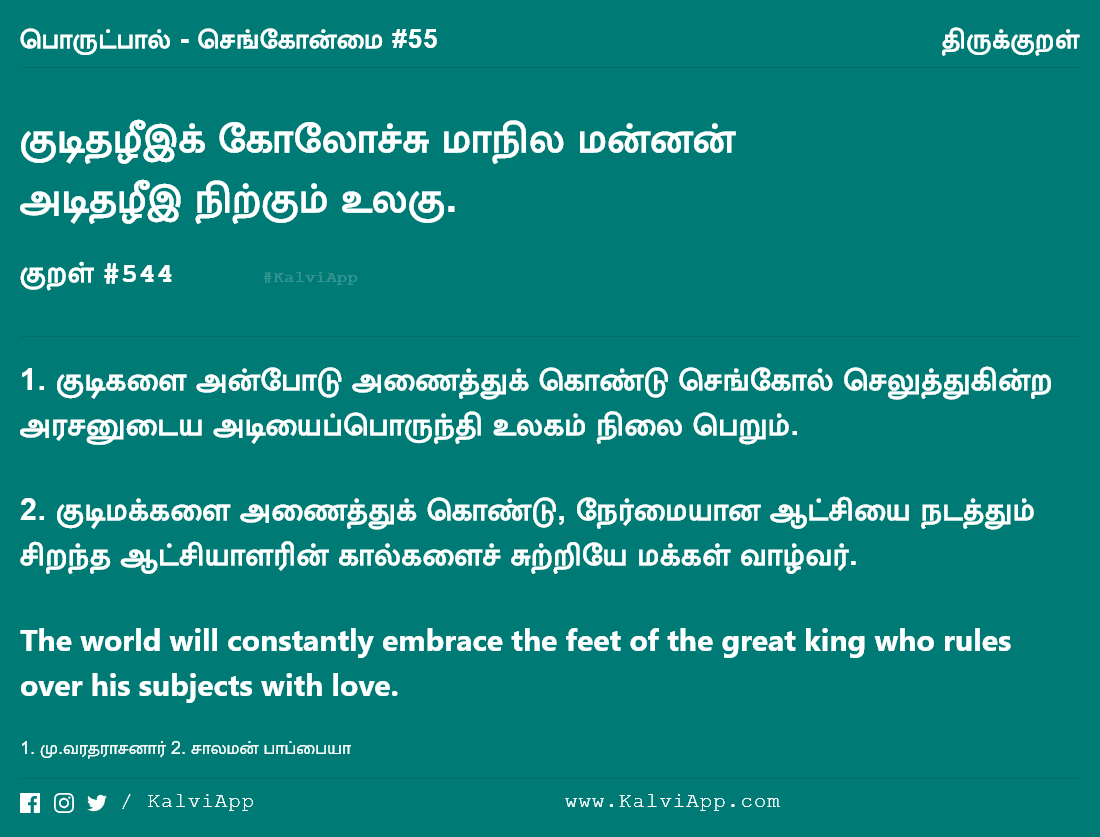 பொருட்பால் - செங்கோன்மை #55 திருக்குறள்
குடிதழீஇக் கோலோச்சு மாநில மன்னன்
அடிதழீஇ நிற்கும் உலகு.
குறள் #544 #KalviApp
1. குடிகளை அன்போடு அணைத்துக் கொண்டு செங்கோல் செலுத்துகின்ற
அரசனுடைய அடியைப்பொருந்தி உலகம் நிலை பெறும்.
2. குடிமக்களை அணைத்துக் கொண்டு, நேர்மையான ஆட்சியை நடத்தும்
சிறந்த ஆட்சியாளரின் கால்களைச் சுற்றியே மக்கள் வாழ்வர்.
The world will constantly embrace the feet of the great king who rules
over his subjects with love.
1. மு.வரதராசனார் 2. சாலமன் பாப்பையா
/ KalviApp www.KalviApp.com